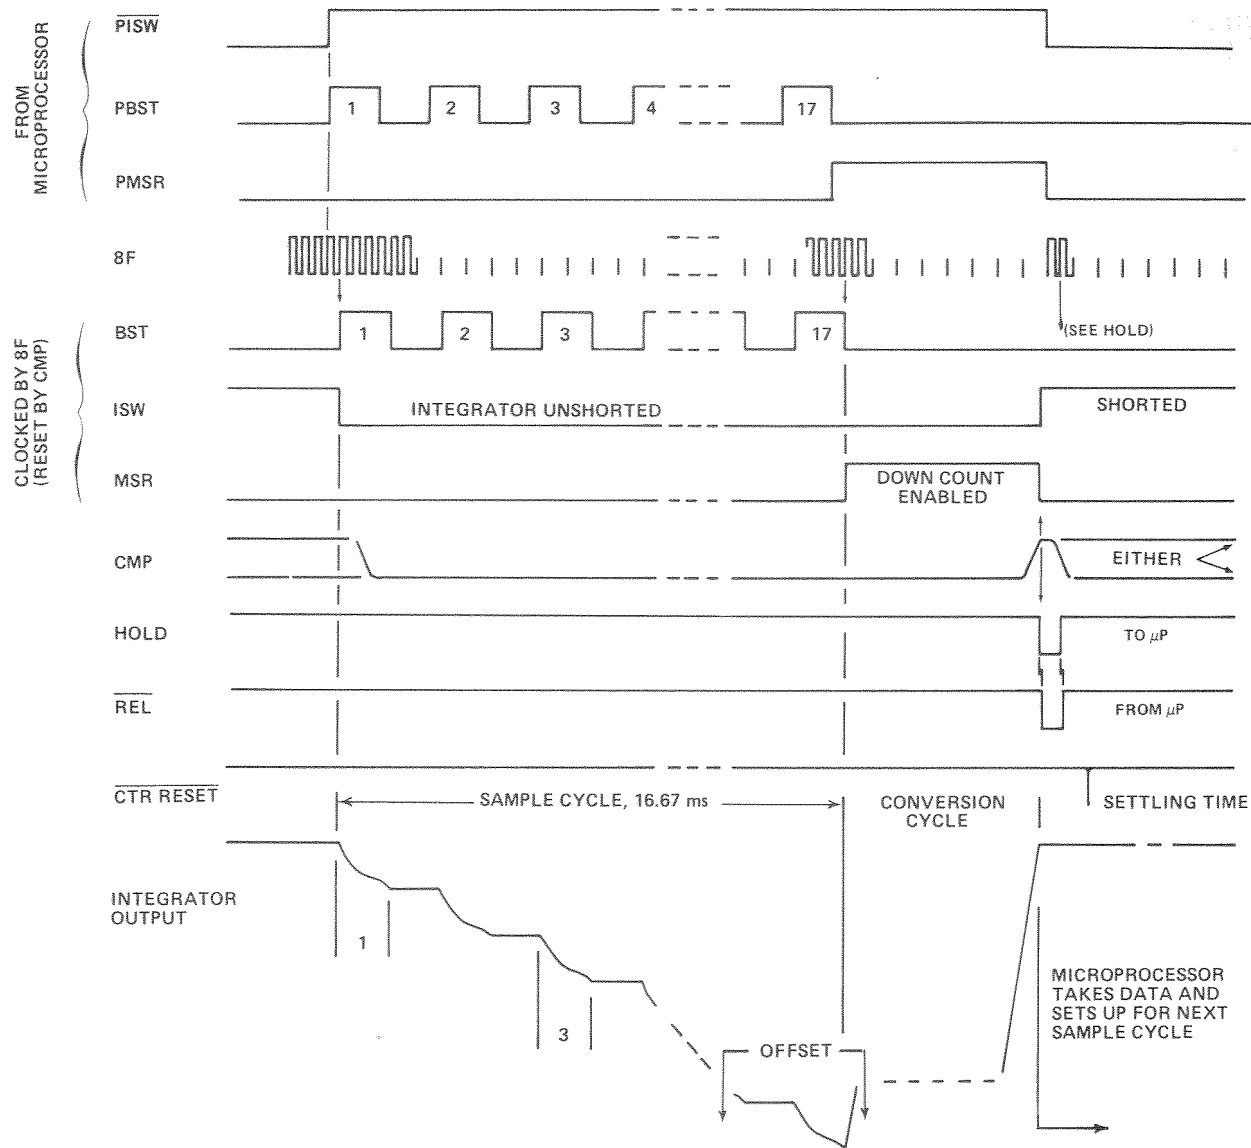 FROM
MICROPROCESSOR
PISW
PBST
1
2
3
4
17
PMSR
8F
CLOCKED BY 8F
(RESET BY CMP)
BST
1
2
3
17
(SEE HOLD)
ISW
INTEGRATOR UNSHORTED
SHORTED
MSR
DOWN COUNT
ENABLED
CMP
EITHER
HOLD
TO μP
REL
FROM μP
CTR RESET
SAMPLE CYCLE, 16.67 ms
CONVERSION
CYCLE
SETTLING TIME
INTEGRATOR
OUTPUT
1
3
OFFSET
MICROPROCESSOR
TAKES DATA AND
SETS UP FOR NEXT
SAMPLE CYCLE